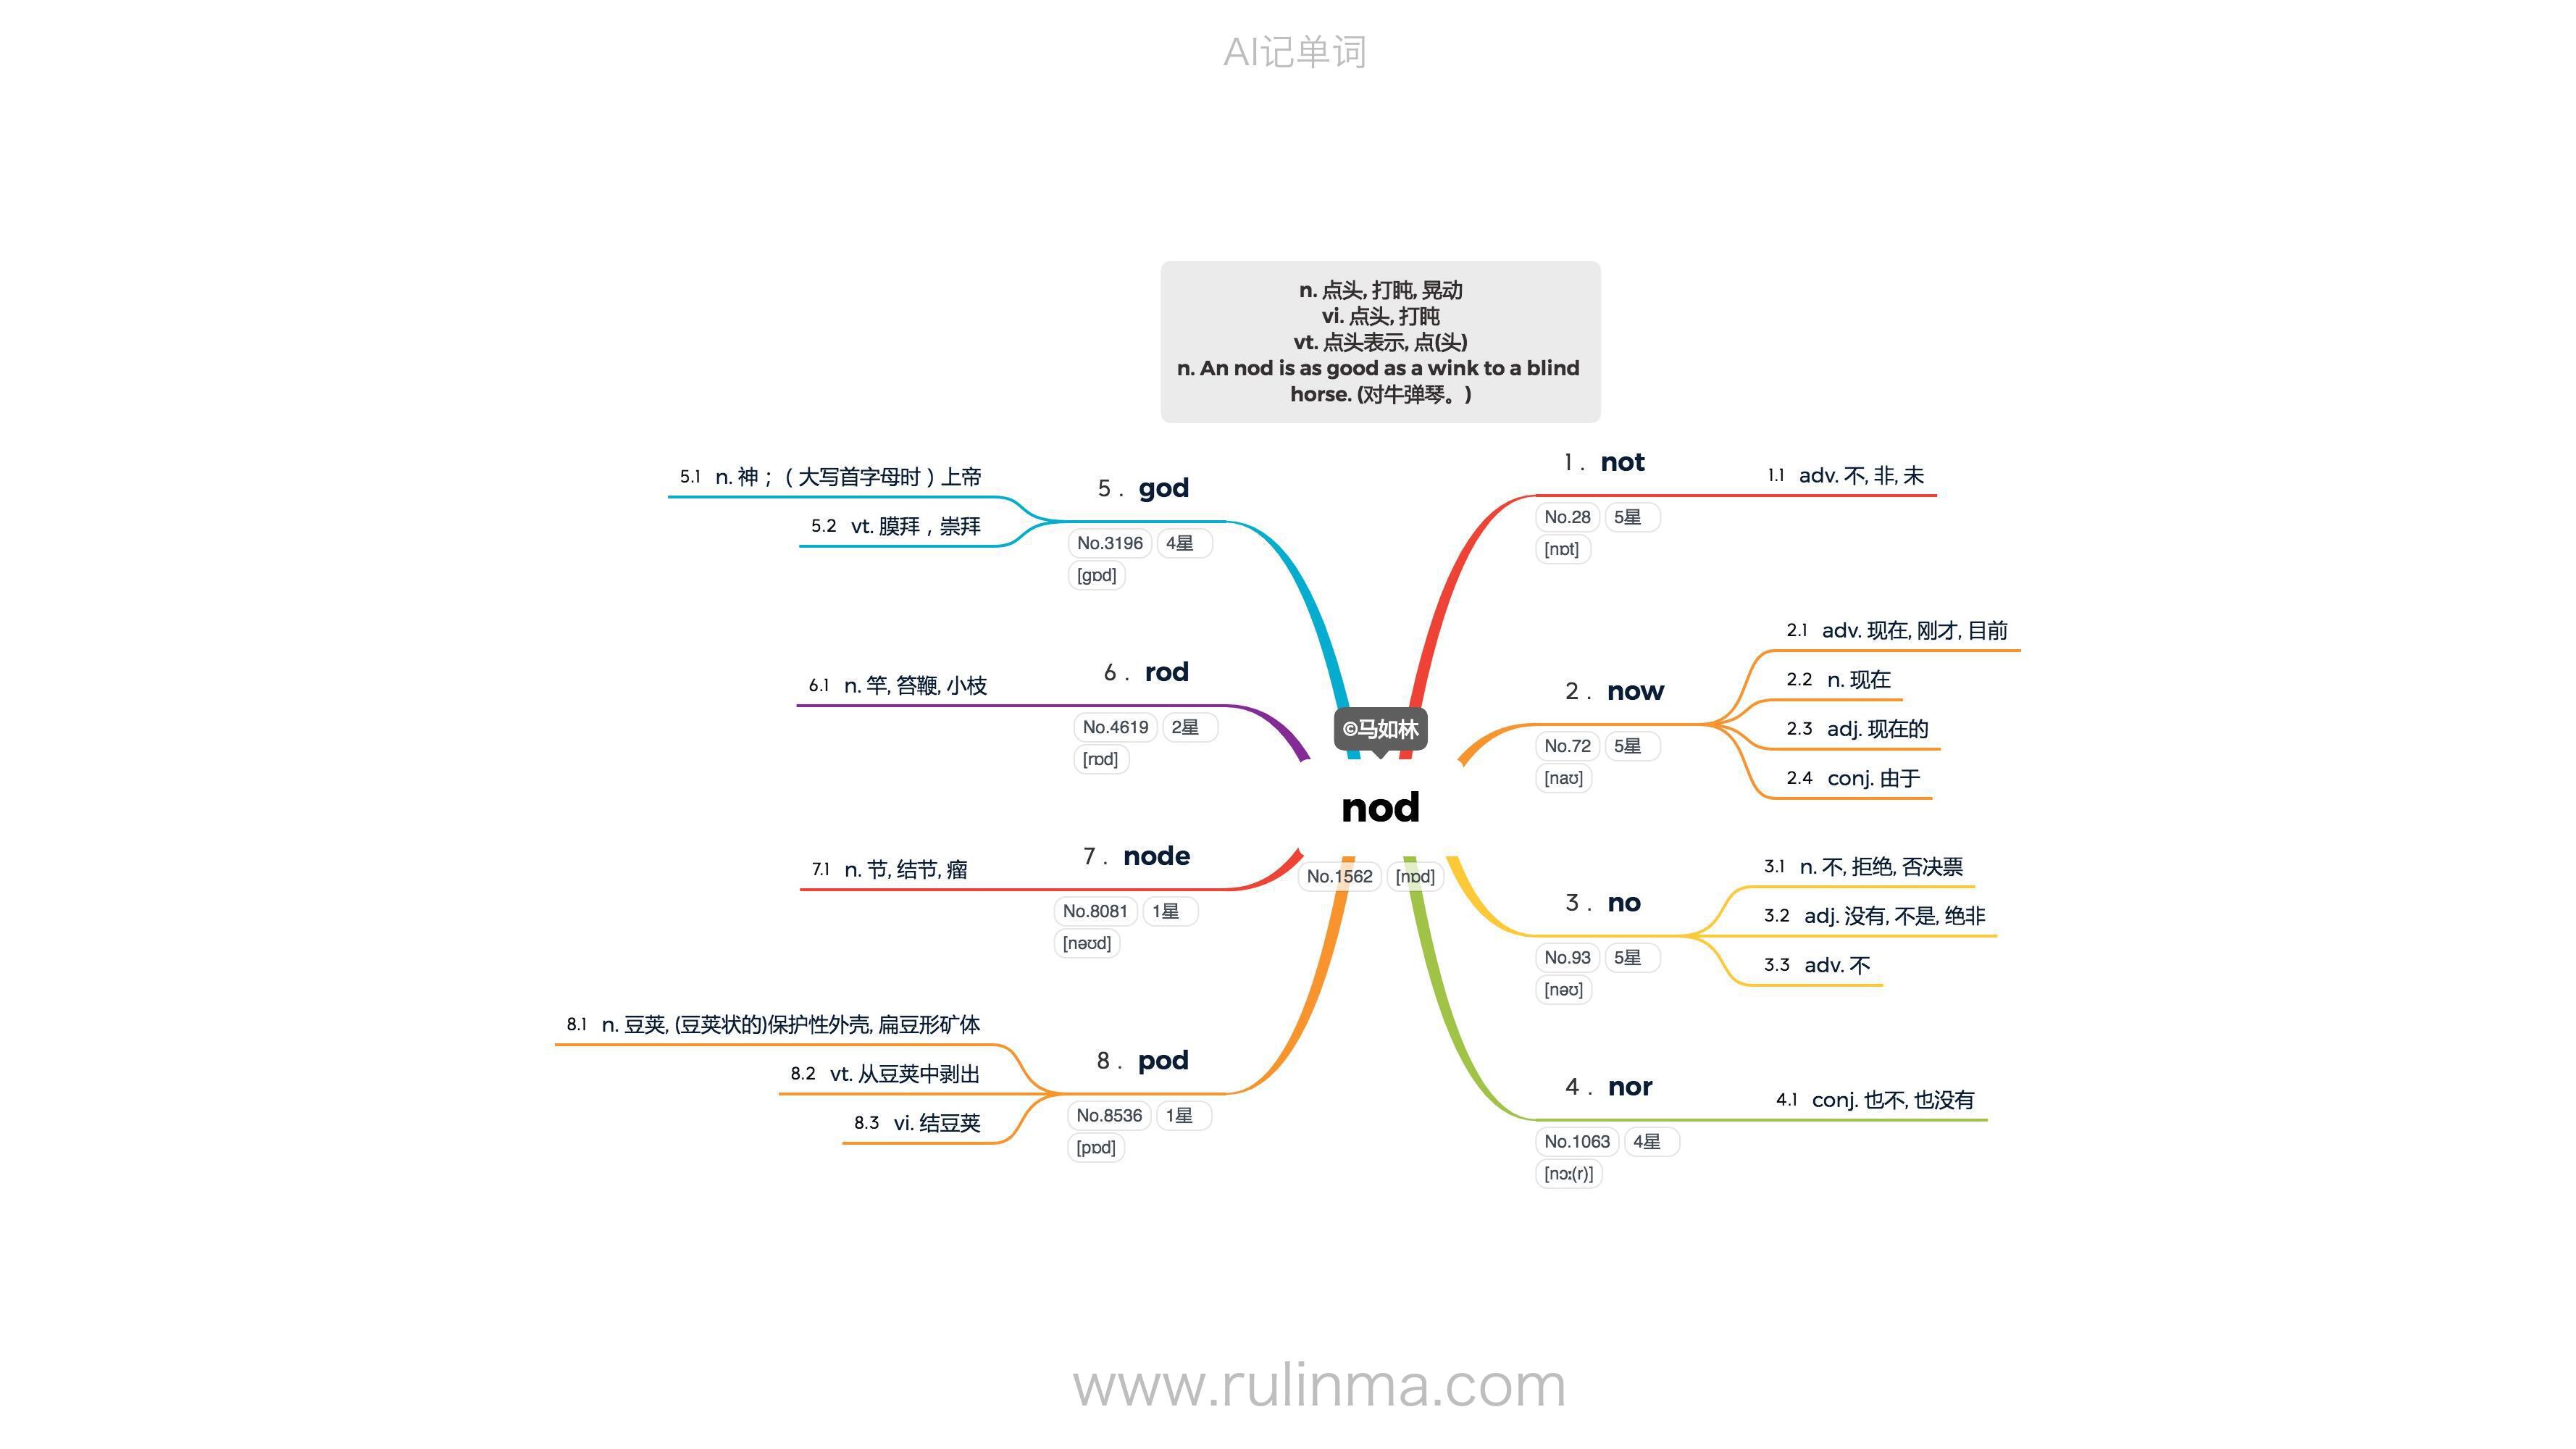 AI记单词
n. 点头, 打盹, 晃动
vi. 点头, 打盹
vt. 点头表示, 点(头)
n. An nod is as good as a wink to a blind
horse. (对牛弹琴。)
©马如林
nod
No.1562 [nɒd]
1 . not
No.28 5星
[nɒt]
1.1 adv. 不, 非, 未
2 . now
No.72 5星
[naʊ]
2.1 adv. 现在, 刚才, 目前
2.2 n. 现在
2.3 adj. 现在的
2.4 conj. 由于
3 . no
No.93 5星
[nəʊ]
3.1 n. 不, 拒绝, 否决票
3.2 adj. 没有, 不是, 绝非
3.3 adv. 不
4 . nor
No.1063 4星
[nɔː(r)]
4.1 conj. 也不, 也没有
5 . god
No.3196 4星
[gɒd]
5.1 n. 神；（大写首字母时）上帝
5.2 vt. 膜拜，崇拜
6 . rod
No.4619 2星
[rɒd]
6.1 n. 竿, 笞鞭, 小枝
7 . node
No.8081 1星
[nəʊd]
7.1 n. 节, 结节, 瘤
8 . pod
No.8536 1星
[pɒd]
8.1 n. 豆荚, (豆荚状的)保护性外壳, 扁豆形矿体
8.2 vt. 从豆荚中剥出
8.3 vi. 结豆荚
www.rulinma.com